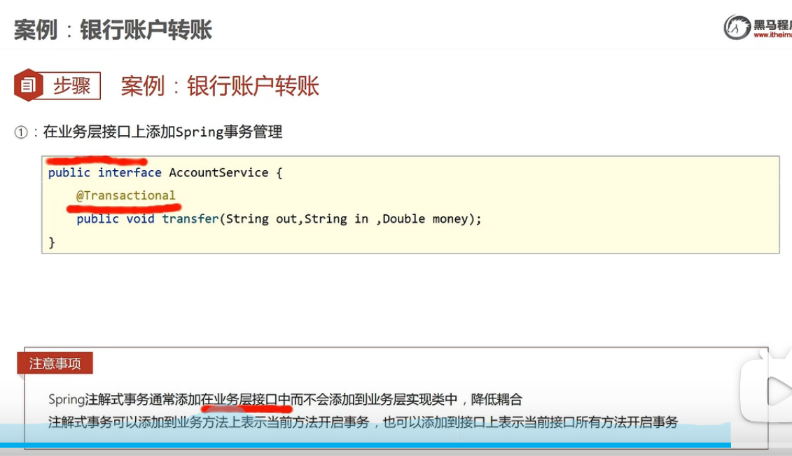 案例：银行账户转账
黑马程
www.itheima
步骤
案例：银行账户转账
①：在业务层接口上添加Spring事务管理
public interface AccountService {
@Transactional
public void transfer(String out,String in ,Double money);
}
注意事项
Spring注解式事务通常添加在业务层接口中而不会添加到业务层实现类中，降低耦合
注解式事务可以添加到业务方法上表示当前方法开启事务，也可以添加到接口上表示当前接口所有方法开启事务